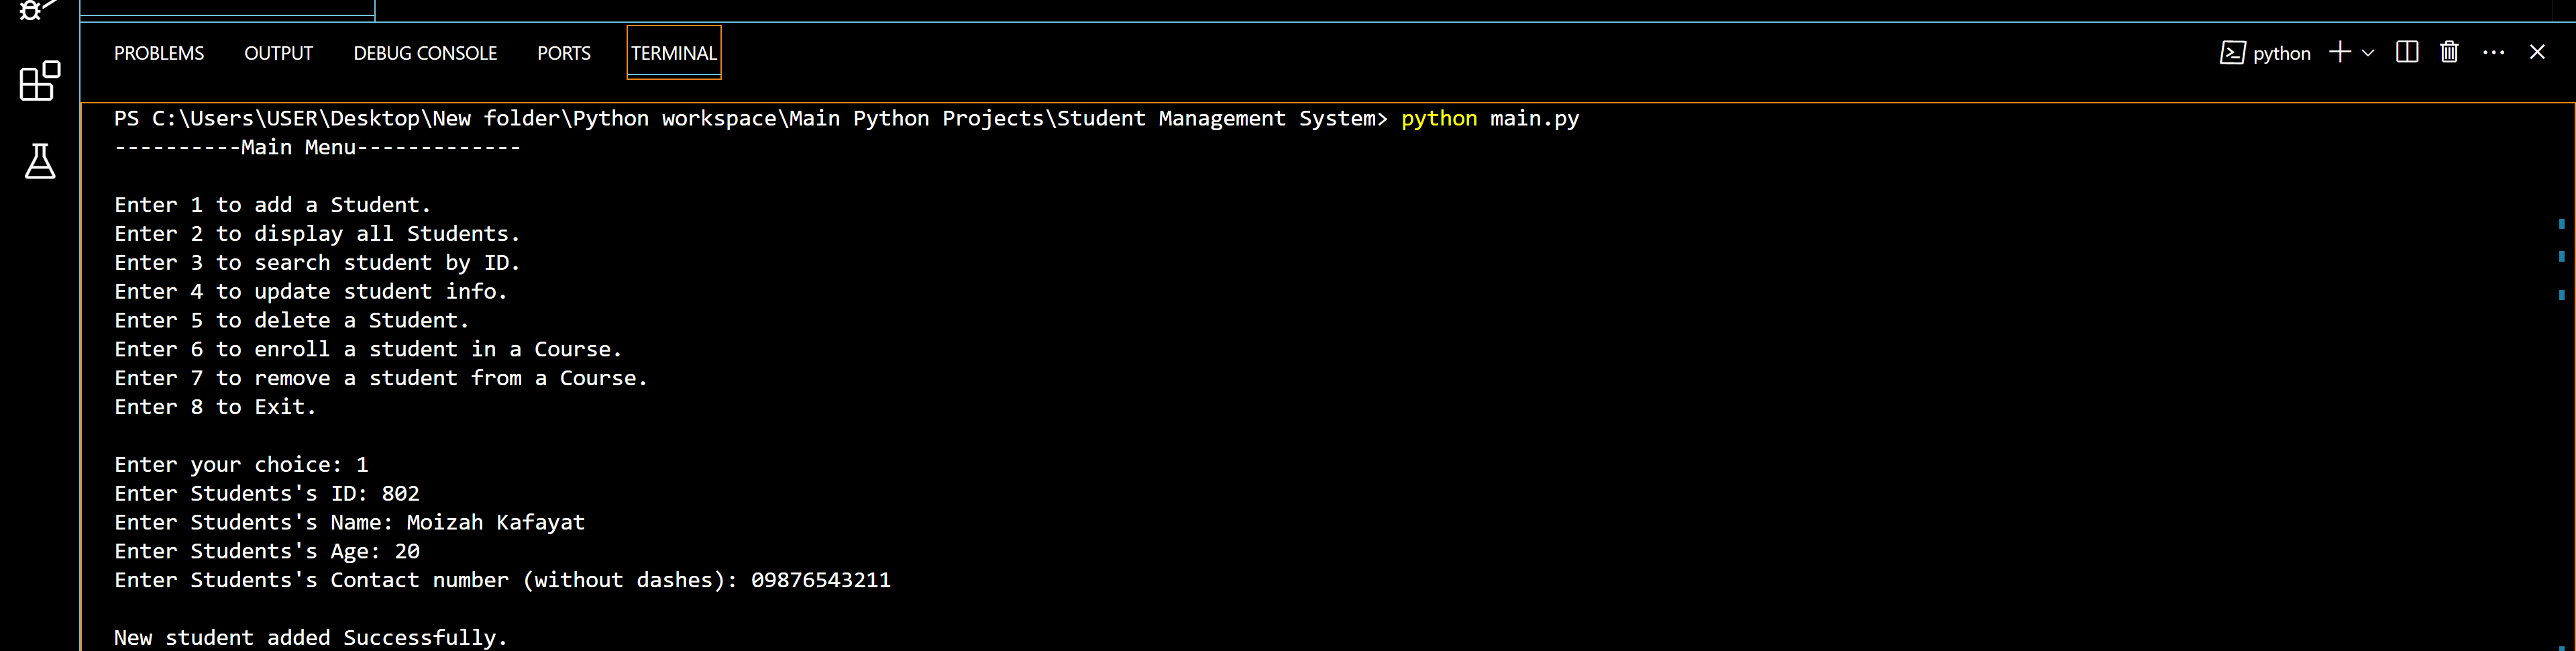 PROBLEMS OUTPUT DEBUG CONSOLE PORTS TERMINAL python
PS C:\Users\USER\Desktop\New folder\Python workspace\Main Python Projects\Student Management System> python main.py
----------Main Menu-------------
Enter 1 to add a Student.
Enter 2 to display all Students.
Enter 3 to search student by ID.
Enter 4 to update student info.
Enter 5 to delete a Student.
Enter 6 to enroll a student in a Course.
Enter 7 to remove a student from a Course.
Enter 8 to Exit.
Enter your choice: 1
Enter Students's ID: 802
Enter Students's Name: Moizah Kafayat
Enter Students's Age: 20
Enter Students's Contact number (without dashes): 09876543211
New student added Successfully.